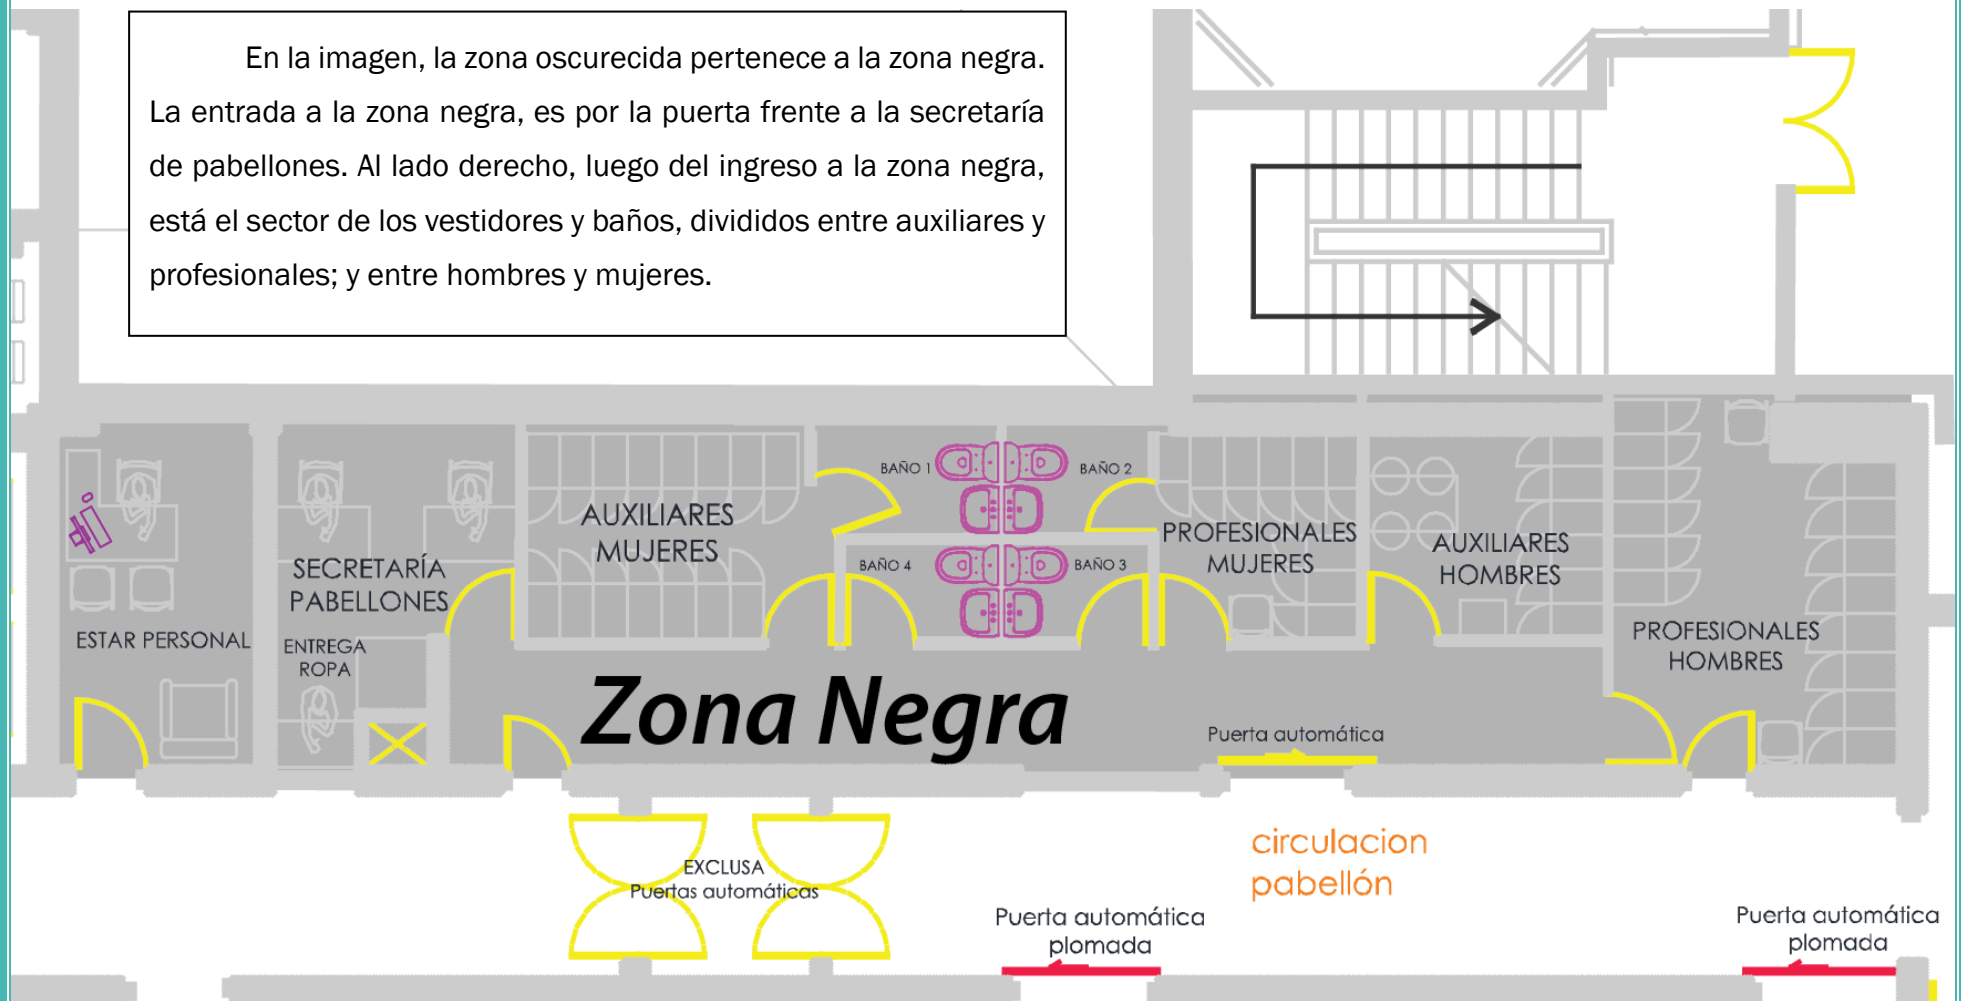 En la imagen, la zona oscurecida pertenece a la zona negra.
La entrada a la zona negra, es por la puerta frente a la secretaría
de pabellones. Al lado derecho, luego del ingreso a la zona negra,
está el sector de los vestidores y baños, divididos entre auxiliares y
profesionales; y entre hombres y mujeres.
ESTAR PERSONAL
SECRETARÍA
PABELLONES
ENTREGA
ROPA
AUXILIARES
MUJERES
BAÑO 1
BAÑO 2
BAÑO 4
BAÑO 3
PROFESIONALES
MUJERES
AUXILIARES
HOMBRES
PROFESIONALES
HOMBRES
Zona Negra
Puerta automática
EXCLUSA
Puertas automáticas
circulacion
pabellón
Puerta automática
plomada
Puerta automática
plomada